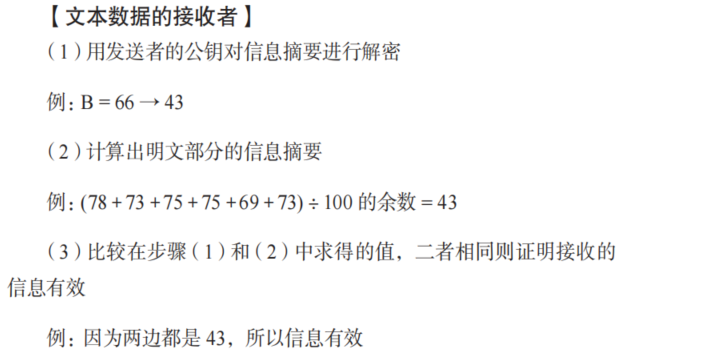 【文本数据的接收者】
（1）用发送者的公钥对信息摘要进行解密
例：B = 66 → 43
（2）计算出明文部分的信息摘要
例：(78 + 73 + 75 + 75 + 69 + 73) ÷ 100 的余数 = 43
（3）比较在步骤（1）和（2）中求得的值，二者相同则证明接收的
信息有效
例：因为两边都是 43，所以信息有效